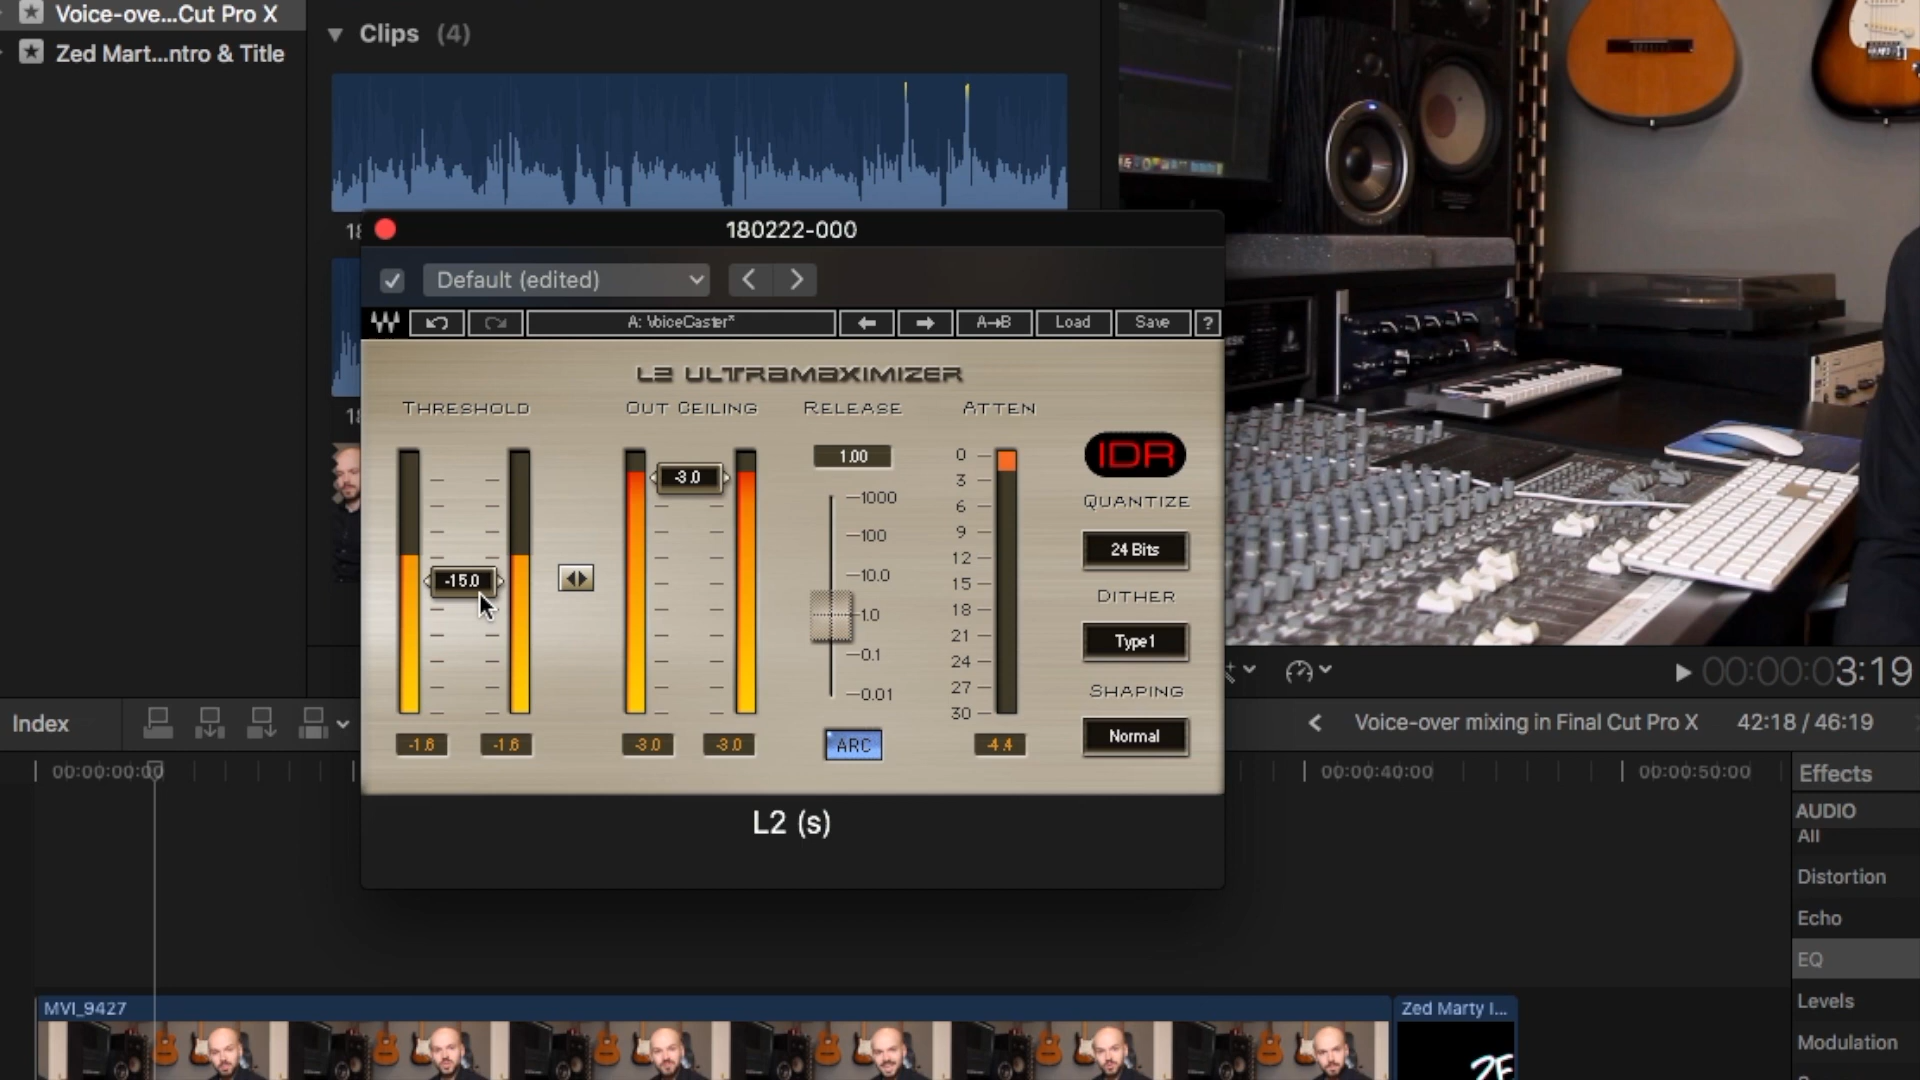 Voice-ove...Cut Pro X
Zed Mart...ntro & Title
Clips (4)
180222-000
Default (edited)
A: VoiceCaster*
A→B
Load
Save
?
L2 ULTRAMAXIMIZER
THRESHOLD
OUT CEILING
RELEASE
ATTEN
IDR
QUANTIZE
24 Bits
DITHER
Type1
SHAPING
Normal
-15.0
-1.6
-1.6
-3.0
-3.0
-3.0
1.00
1000
100
10.0
1.0
0.1
0.01
ARC
0
3
6
9
12
15
18
21
24
27
30
-4.4
L2 (s)
00:00:03:19
Index
Voice-over mixing in Final Cut Pro X
42:18 / 46:19
00:00:00:00
00:00:40:00
00:00:50:00
Effects
AUDIO
All
Distortion
Echo
EQ
Levels
Modulation
MVI_9427
Zed Marty I...